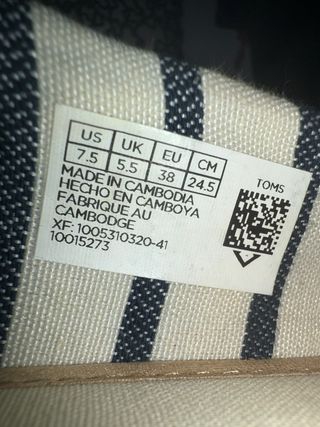 US UK EU CM
7.5 5.5 38 24.5
TOMS
MADE IN CAMBODIA
HECHO EN CAMBOYA
FABRIQUE AU
CAMBODGE
XF: 1005310320-41
10015273